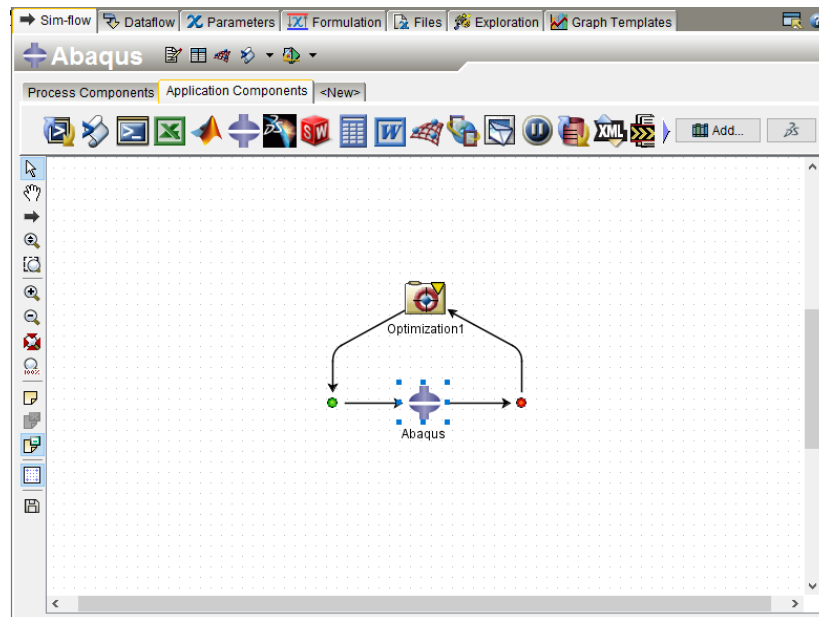 Sim-flow Dataflow Parameters Formulation Files Exploration Graph Templates
Abaqus
Process Components Application Components <New>
SW W XML Add...
Optimization1
Abaqus
100%